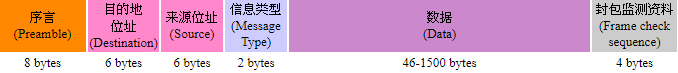 序言
(Preamble)
目的地
位址
(Destination)
来源位址
(Source)
信息类型
(Message
Type)
数据
(Data)
封包监测资料
(Frame check
sequence)
8 bytes
6 bytes
6 bytes
2 bytes
46-1500 bytes
4 bytes